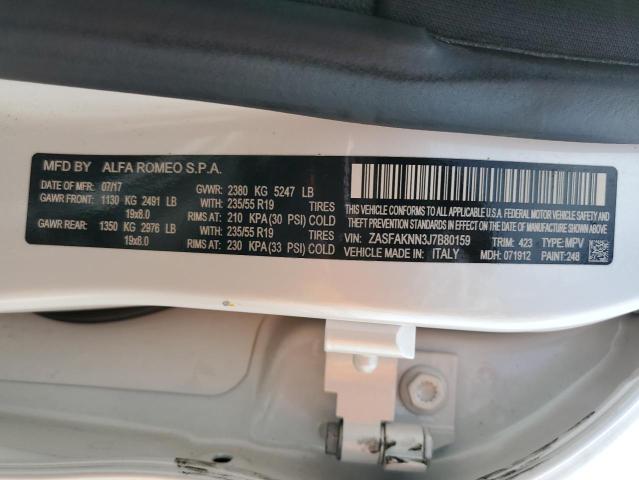 MFD BY ALFA ROMEO S.P.A.
DATE OF MFR: 07/17 GVWR: 2380 KG 5247 LB
GAWR FRONT: 1130 KG 2491 LB WITH: 235/55 R19 TIRES
19x8.0 RIMS AT: 210 KPA (30 PSI) COLD
GAWR REAR: 1350 KG 2976 LB WITH: 235/55 R19 TIRES
19x8.0 RIMS AT: 230 KPA (33 PSI) COLD
THIS VEHICLE CONFORMS TO ALL APPLICABLE
U.S.A. FEDERAL MOTOR VEHICLE SAFETY
STANDARDS IN EFFECT ON THE DATE OF
MANUFACTURE SHOWN ABOVE.
VIN: ZASFAKNN3J7B80159 TRIM: 423 TYPE: MPV
VEHICLE MADE IN: ITALY MDH: 071912 PAINT: 248